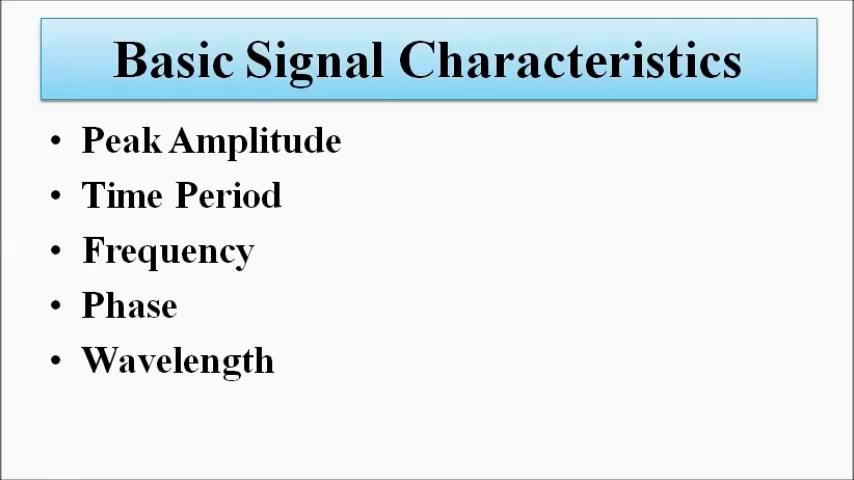 Basic Signal Characteristics
• Peak Amplitude
• Time Period
• Frequency
• Phase
• Wavelength